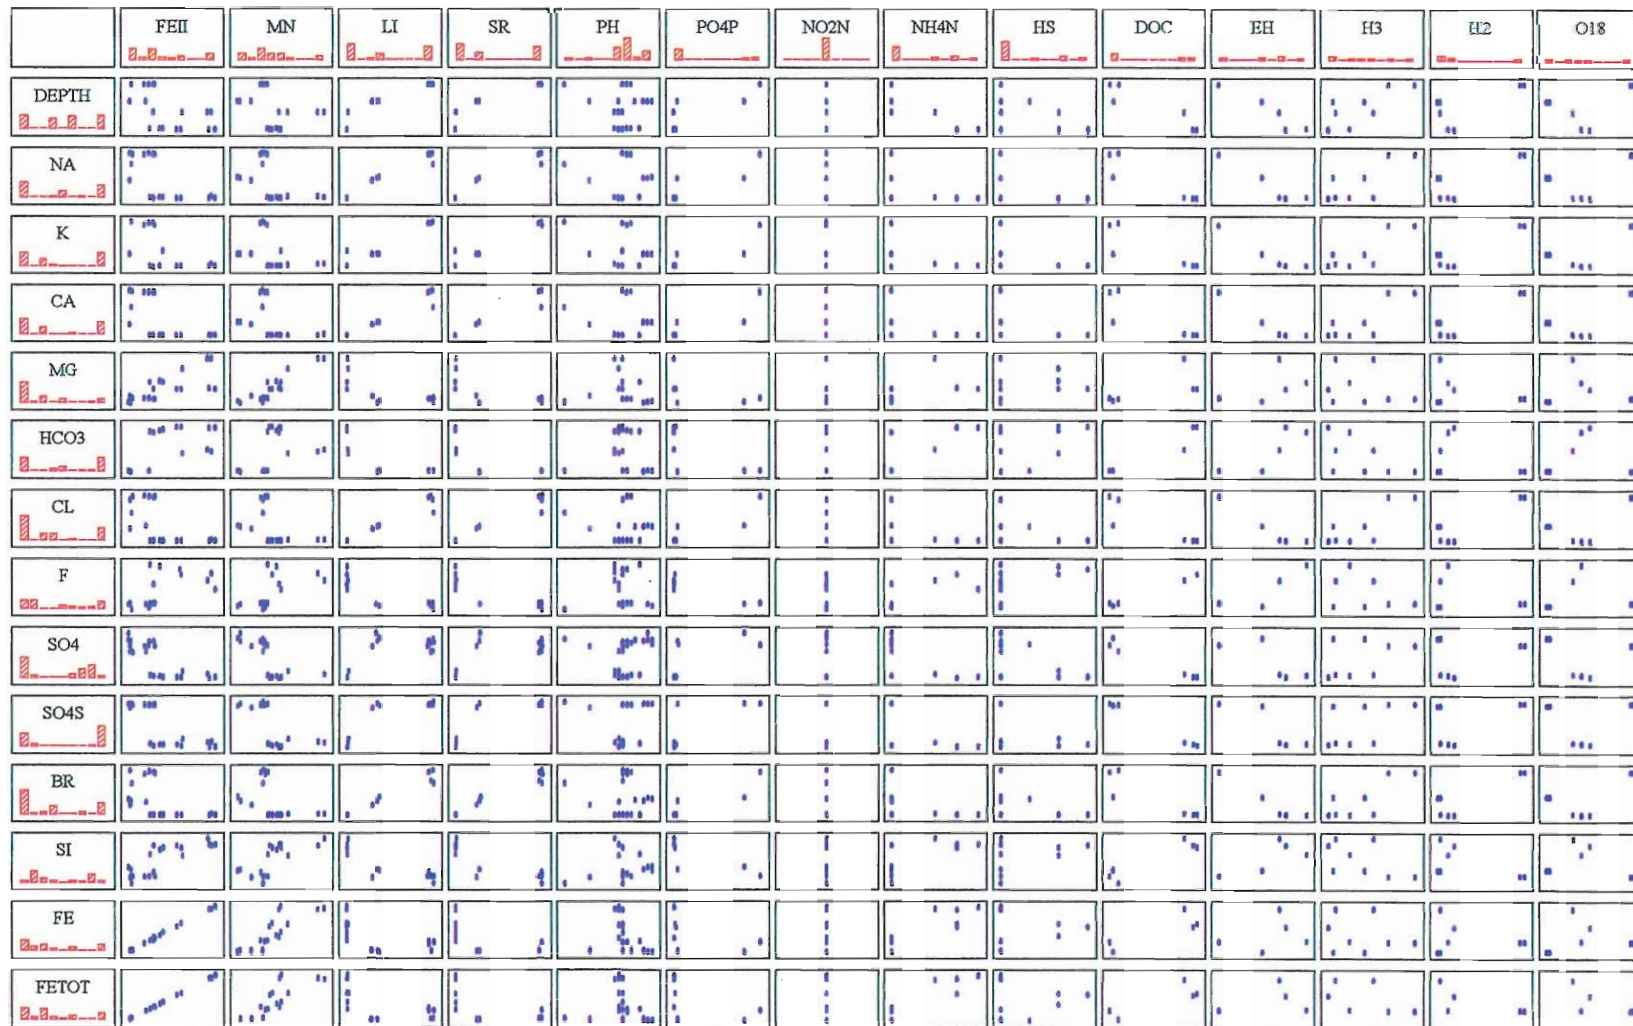 FEII MN LI SR PH PO4P NO2N NH4N HS DOC EH H3 H2 O18
DEPTH
NA
K
CA
MG
HCO3
CL
F
SO4
SO4S
BR
SI
FE
FETOT